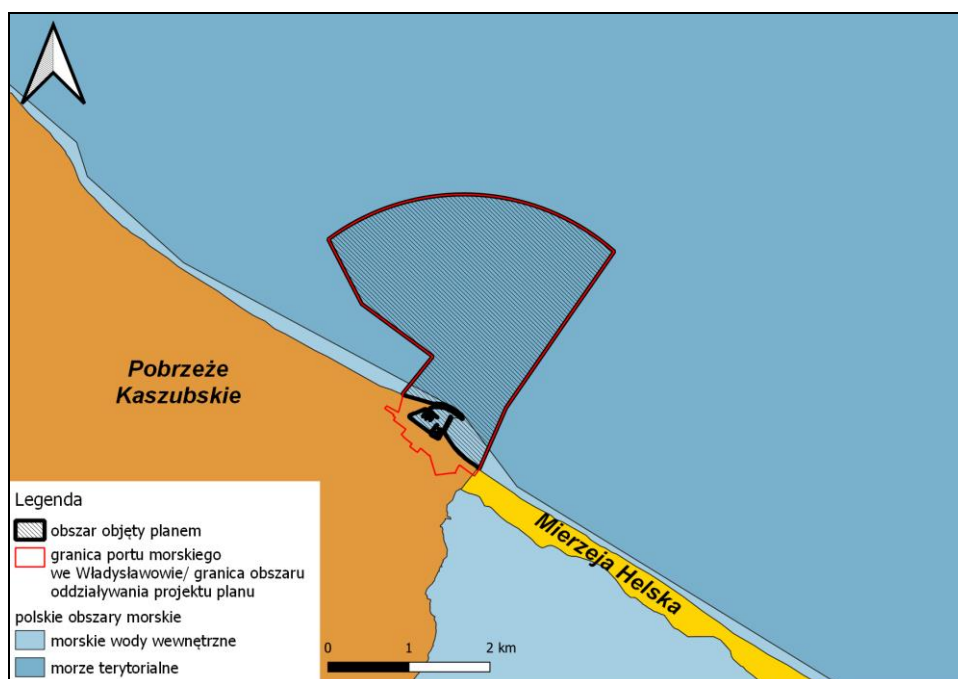 Pobrzeże
Kaszubskie
Mierzeja Helska
Legenda
obszar objęty planem
granica portu morskiego
we Władysławowie/ granica obszaru
oddziaływania projektu planu
polskie obszary morskie
morskie wody wewnętrzne
morze terytorialne
0 1 2 km